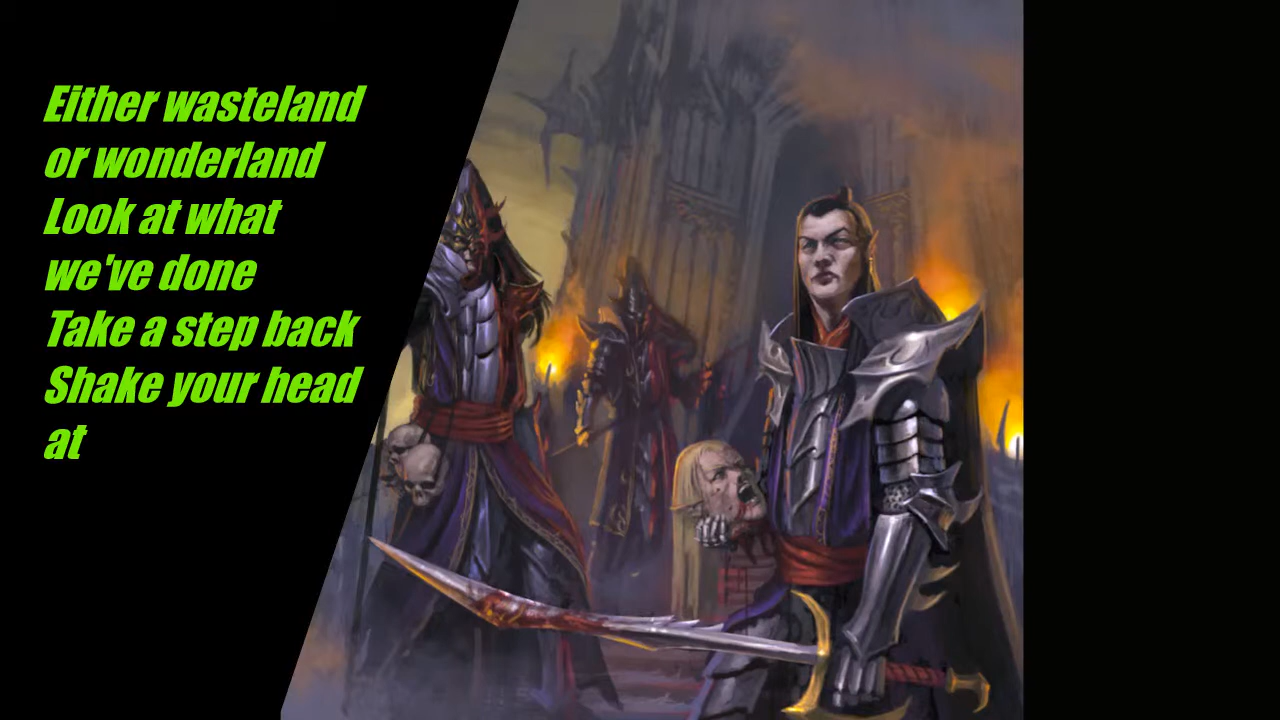 Either wasteland
or wonderland
Look at what
we've done
Take a step back
Shake your head
at